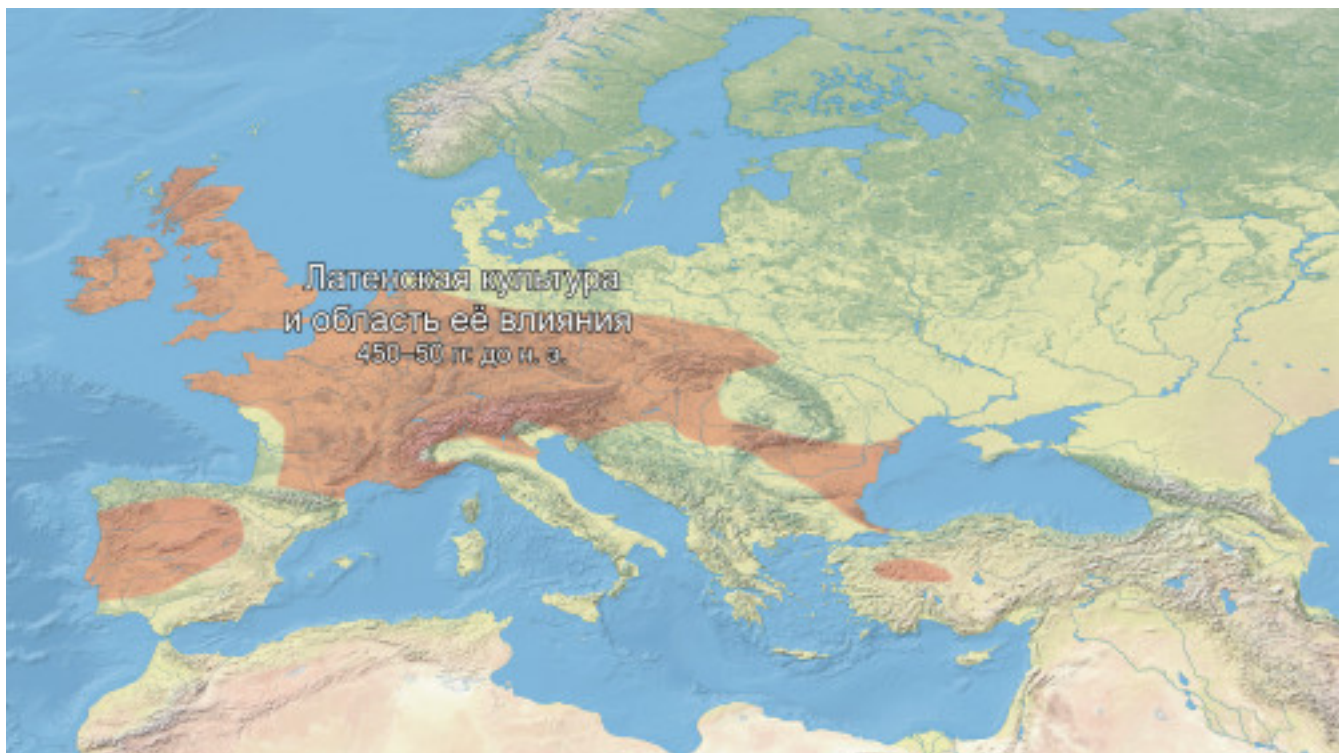 Латенская культура
и область её влияния
450–50 гг. до н. э.